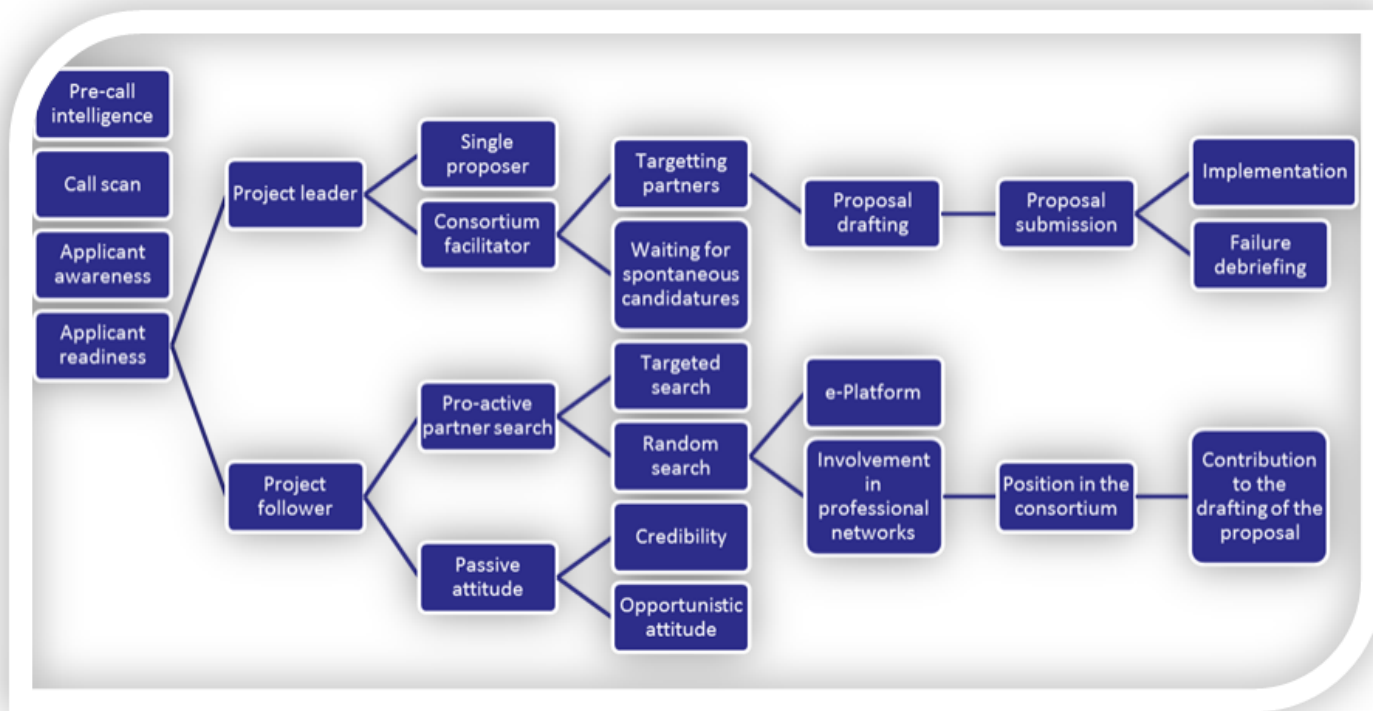 Pre-call
intelligence
Call scan
Applicant
awareness
Applicant
readiness
Project leader
Project
follower
Single
proposer
Consortium
facilitator
Pro-active
partner search
Passive
attitude
Targetting
partners
Waiting for
spontaneous
candidatures
Targeted
search
Random
search
Credibility
Opportunistic
attitude
Proposal
drafting
e-Platform
Involvement
in
professional
networks
Proposal
submission
Position in the
consortium
Implementation
Failure
debriefing
Contribution
to the
drafting of the
proposal